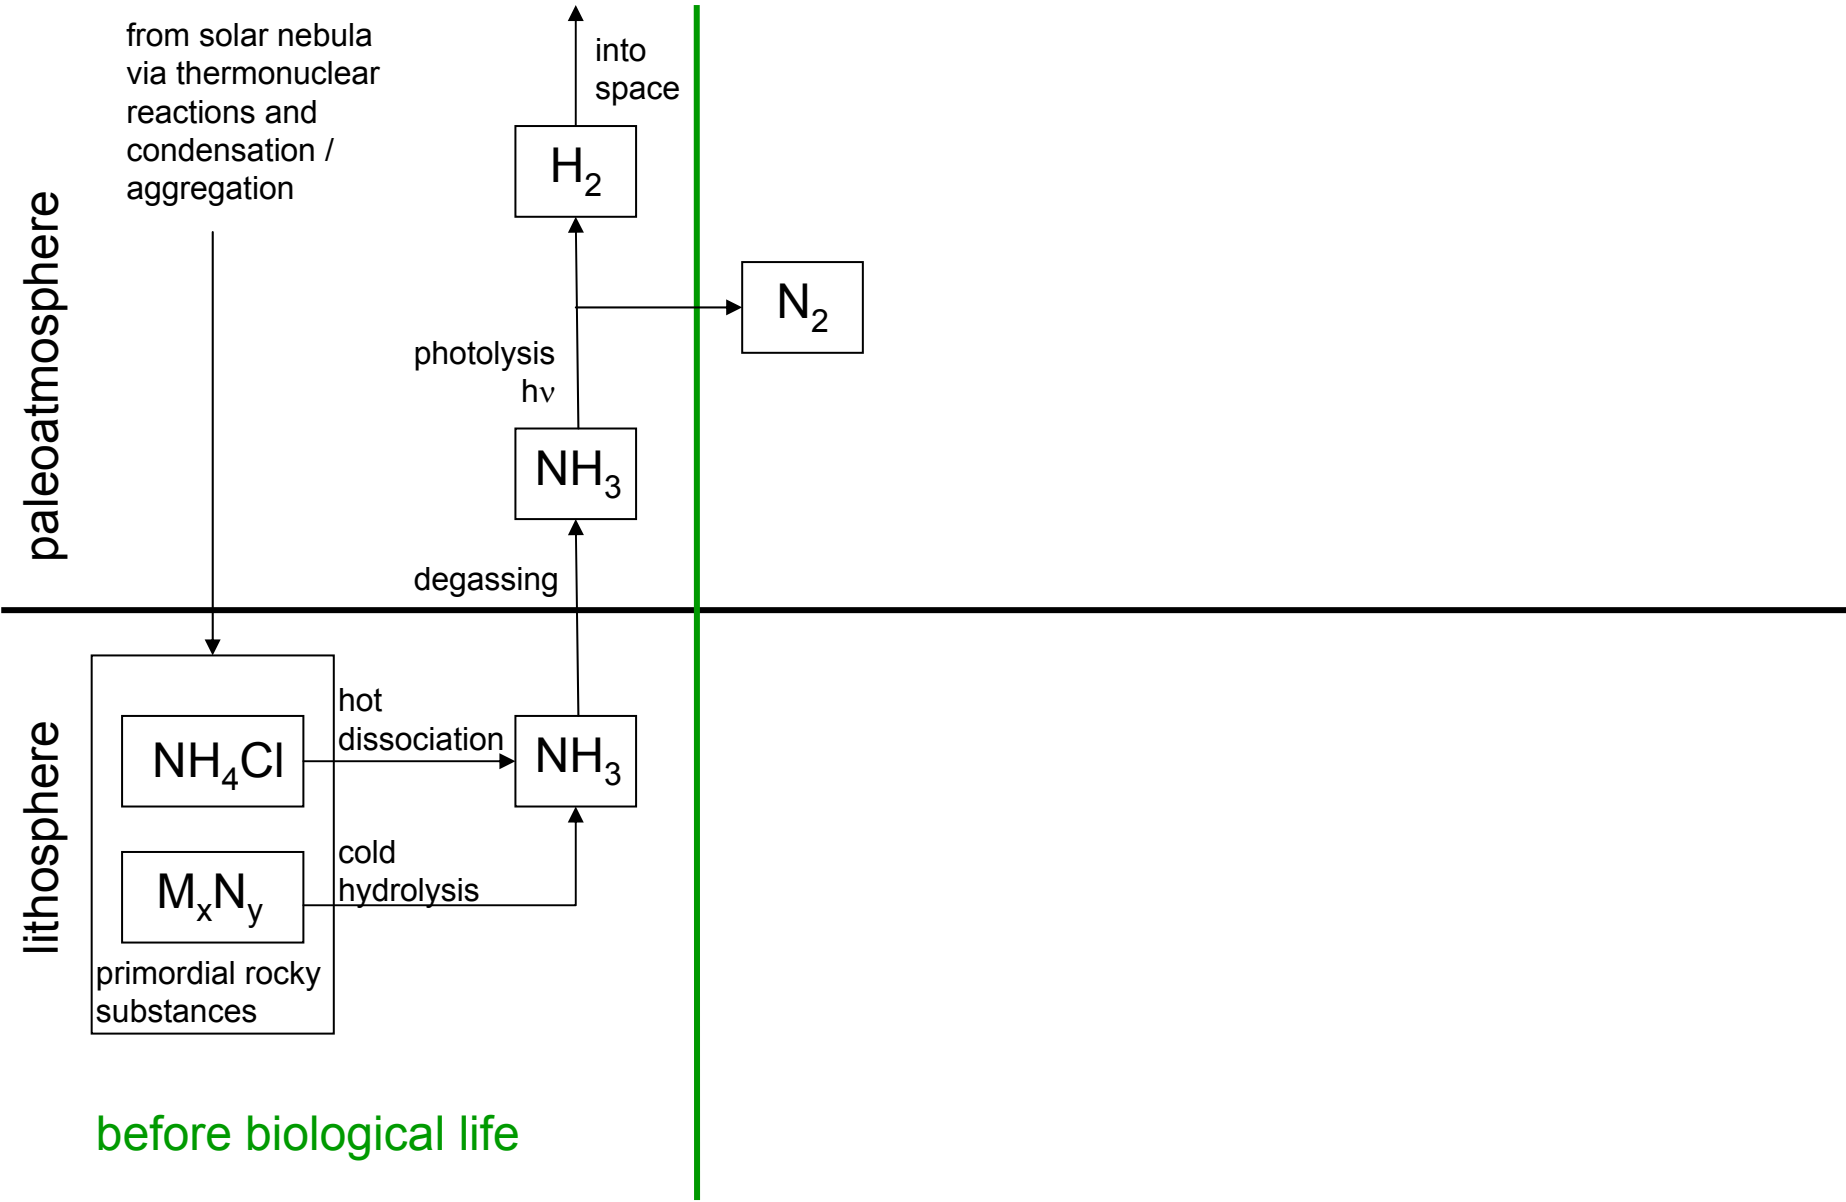 from solar nebula
via thermonuclear
reactions and
condensation /
aggregation
into
space
H₂
N₂
photolysis
hν
NH₃
degassing
paleoatmosphere
hot
dissociation
NH₄Cl
NH₃
cold
hydrolysis
MₓNᵧ
primordial rocky
substances
lithosphere
before biological life